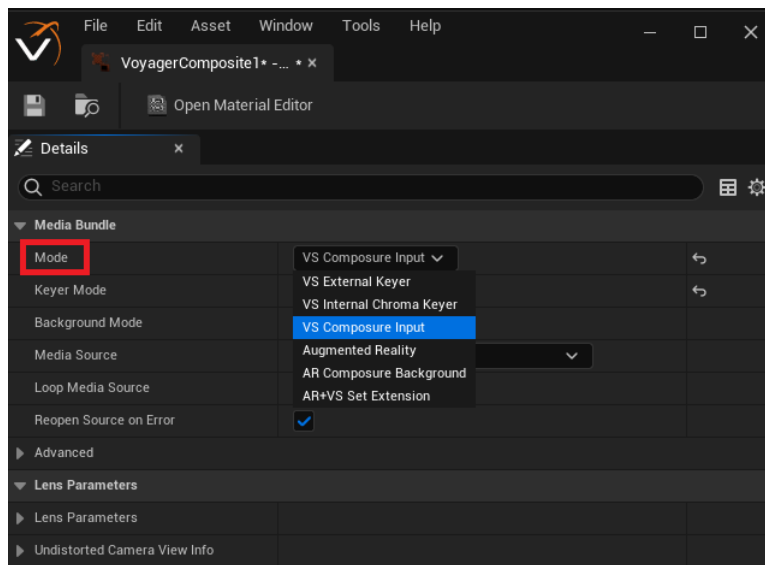 File Edit Asset Window Tools Help
VoyagerComposite1* -... *
Open Material Editor
Details
Search
Media Bundle
Mode VS Composure Input
Keyer Mode VS External Keyer
VS Internal Chroma Keyer
Background Mode VS Composure Input
Media Source Augmented Reality
AR Composure Background
Loop Media Source AR+VS Set Extension
Reopen Source on Error
Advanced
Lens Parameters
Lens Parameters
Undistorted Camera View Info